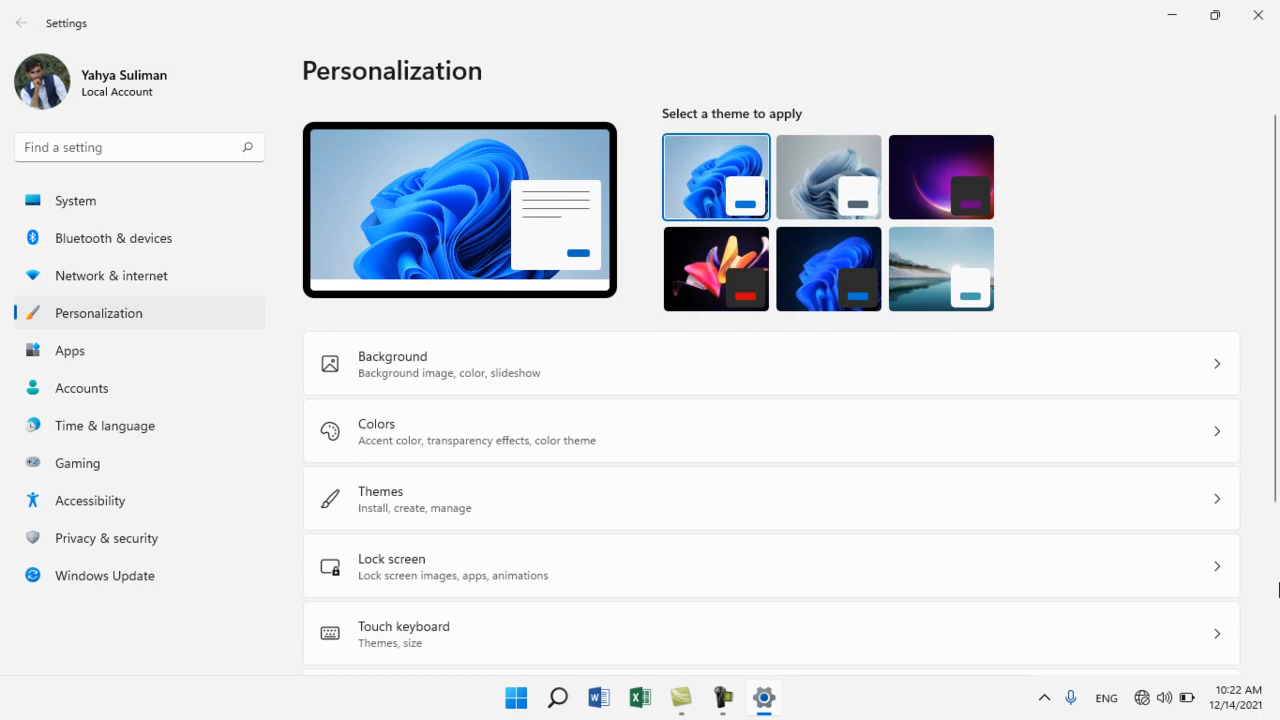 Settings
Yahya Suliman
Local Account
Find a setting
System
Bluetooth & devices
Network & internet
Personalization
Apps
Accounts
Time & language
Gaming
Accessibility
Privacy & security
Windows Update
Personalization
Select a theme to apply
Background
Background image, color, slideshow
Colors
Accent color, transparency effects, color theme
Themes
Install, create, manage
Lock screen
Lock screen images, apps, animations
Touch keyboard
Themes, size
ENG
10:22 AM
12/14/2021